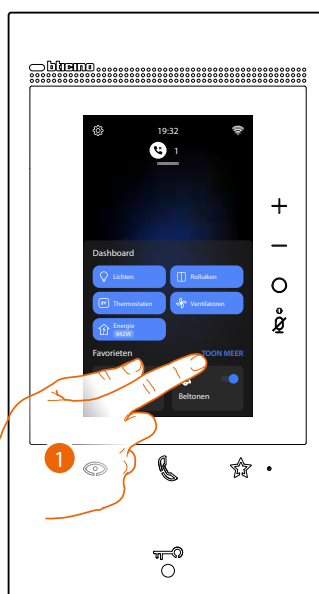 bticino
19:32
1
Dashboard
Lichten
Rolluiken
Thermostaten
Ventilatoren
Energie
842W
Favorieten
TOON MEER
Beltonen
1